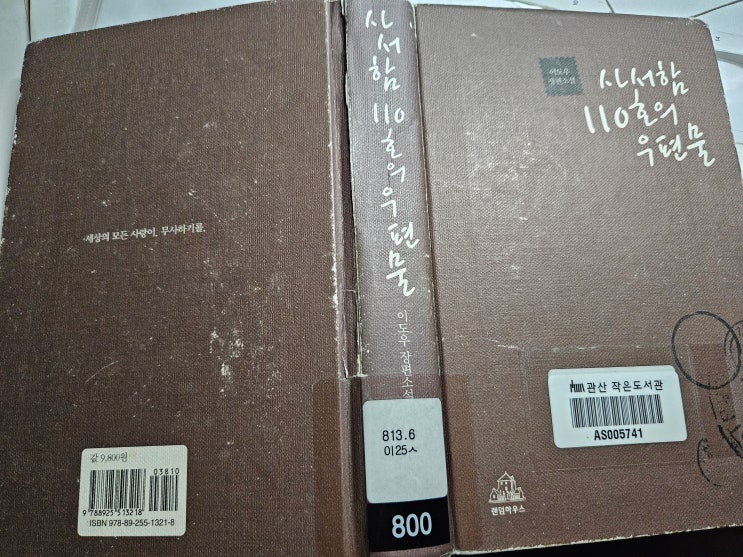 세상의 모든 사랑이, 무사하기를.
값 9,800원
03810
9 788925 513218
ISBN 978-89-255-1321-8
사서함 110호의 우편물
이도우 장편소설
813.6
이25ㅅ
800
이도우
장편소설
사서함
110호의
우편물
관산 작은도서관
AS005741
랜덤하우스